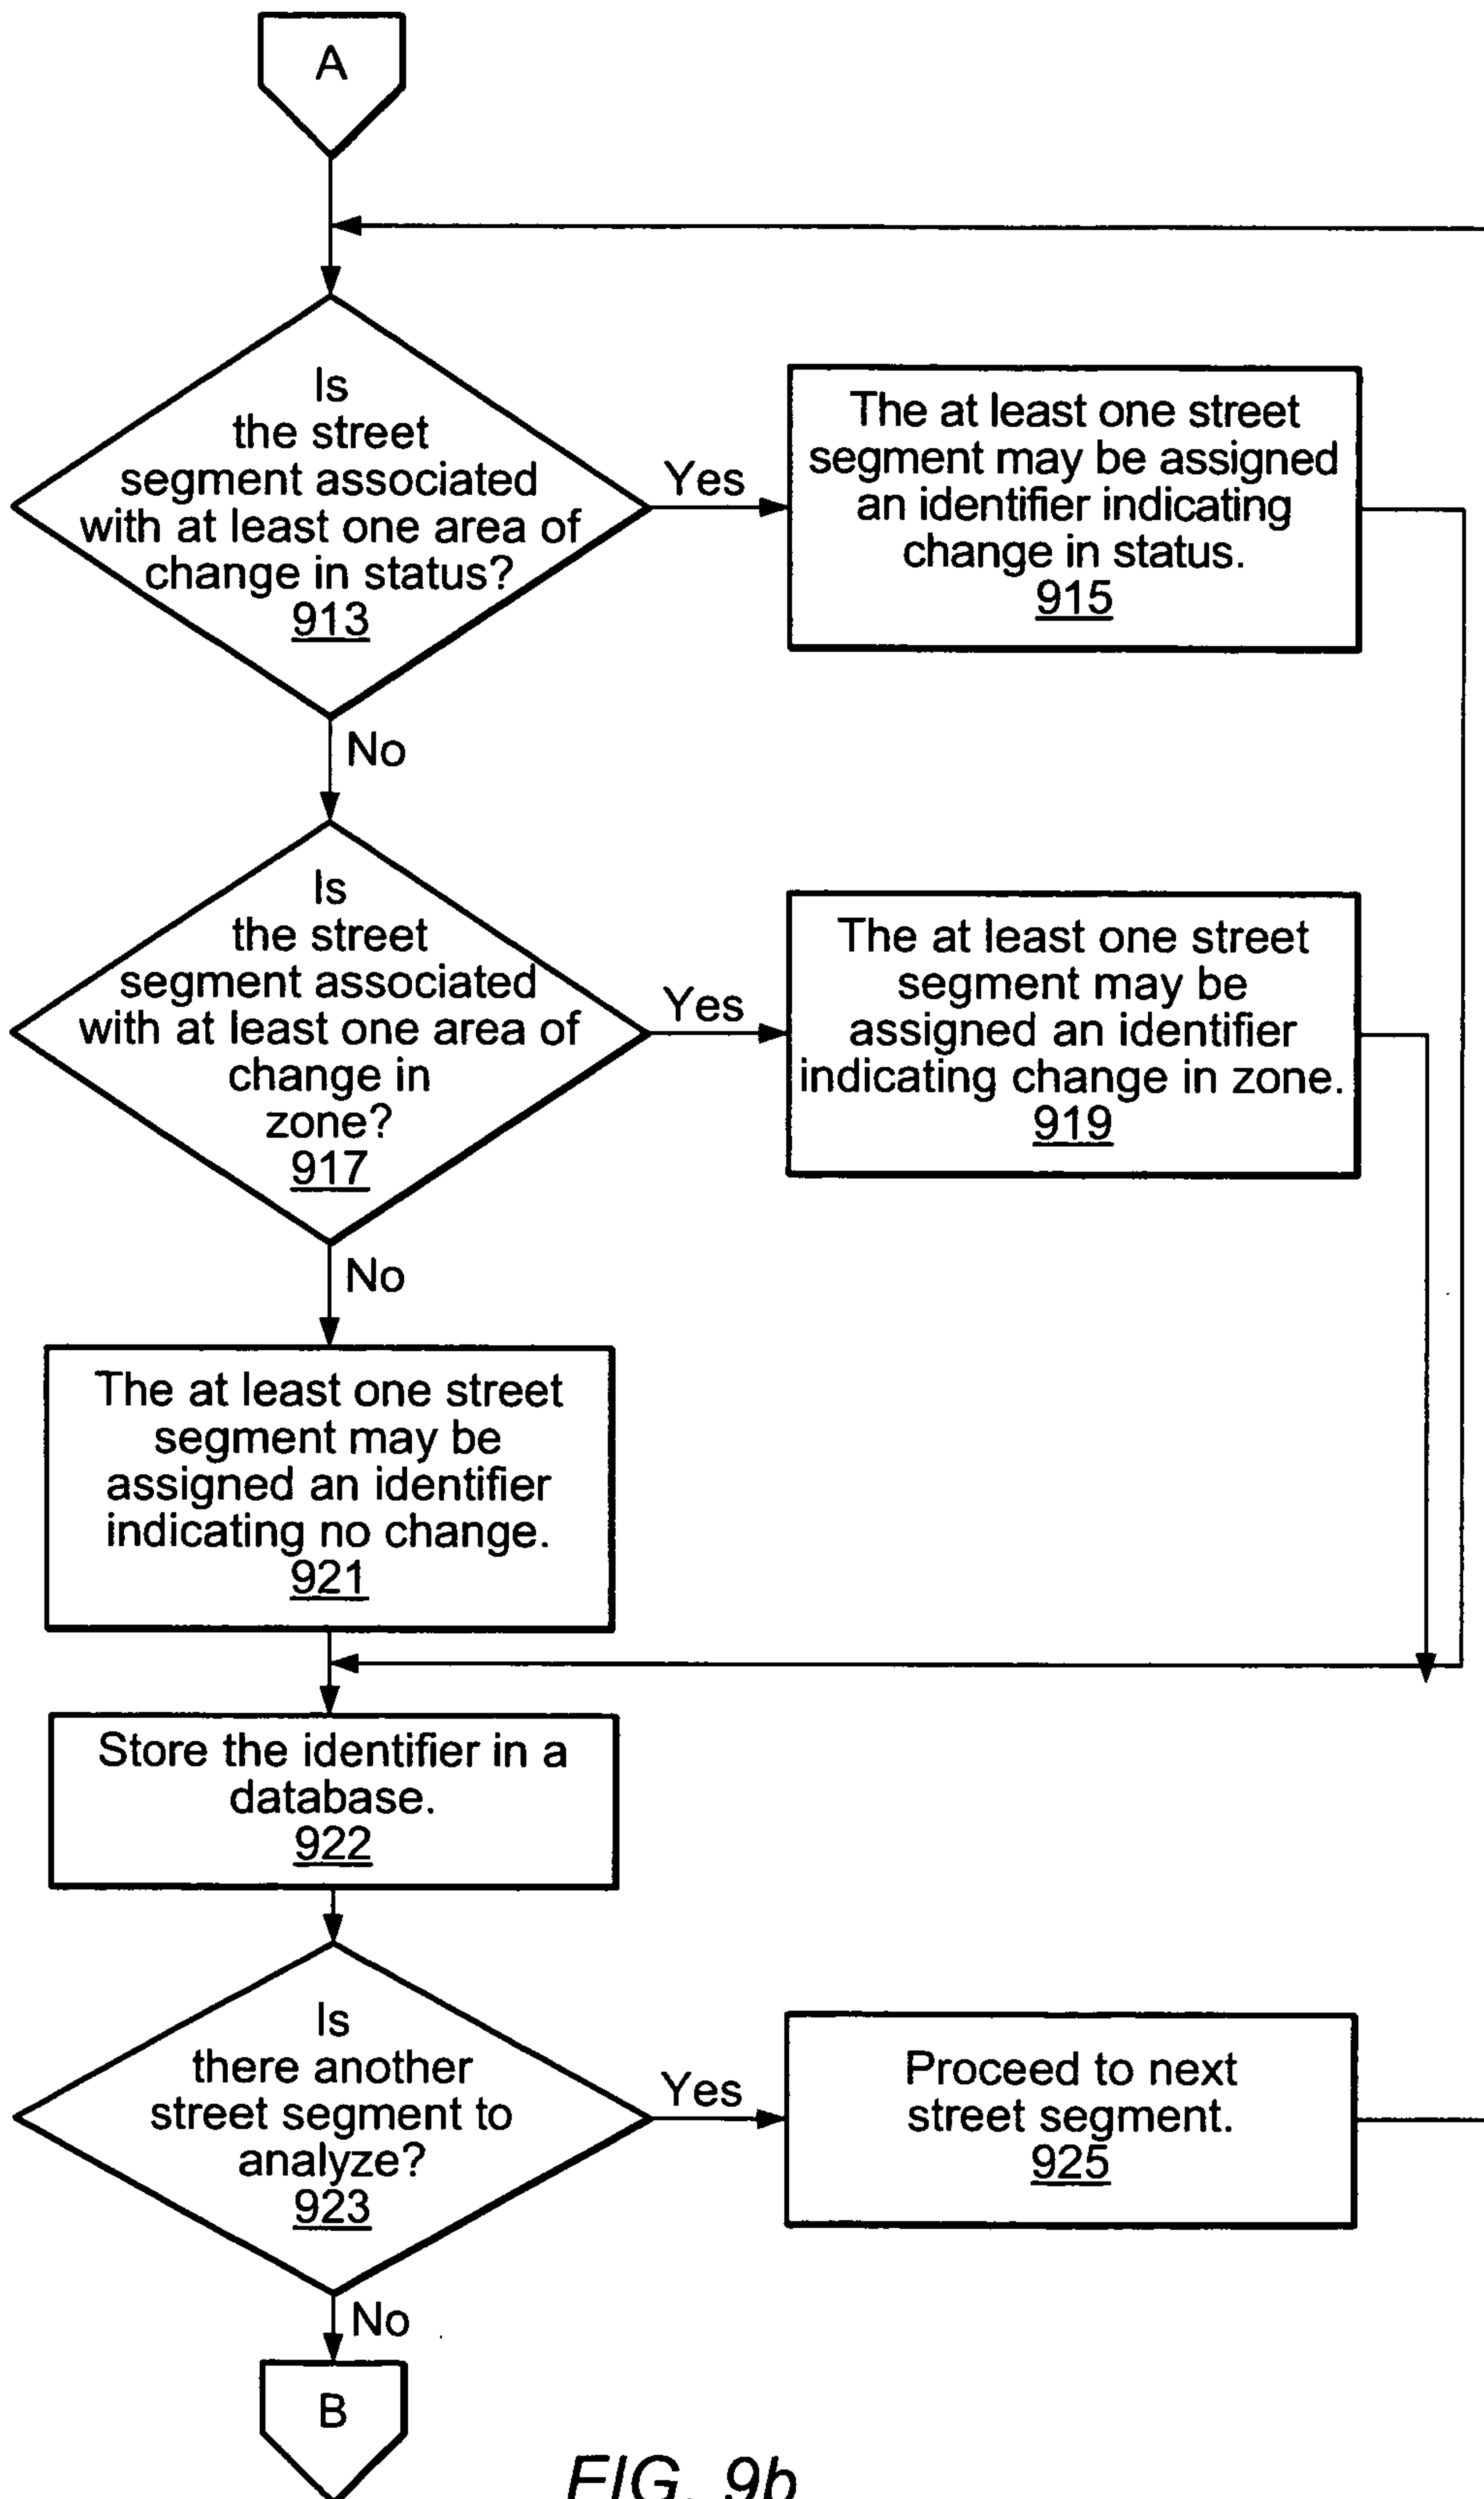 A
Is
the street
segment associated
with at least one area of
change in status?
913
Yes
The at least one street
segment may be assigned
an identifier indicating
change in status.
915
No
Is
the street
segment associated
with at least one area of
change in
zone?
917
Yes
The at least one street
segment may be
assigned an identifier
indicating change in zone.
919
No
The at least one street
segment may be
assigned an identifier
indicating no change.
921
Store the identifier in a
database.
922
Is
there another
street segment to
analyze?
923
Yes
Proceed to next
street segment.
925
No
B
FIG. 9b